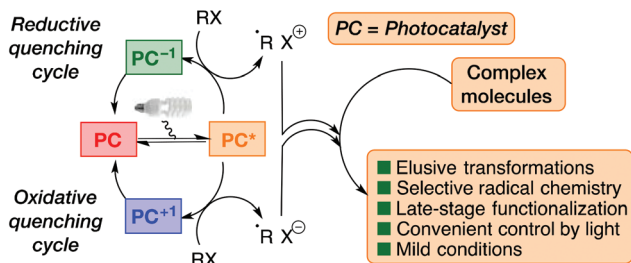 Reductive
quenching
cycle
RX
•R X⊕
PC⁻¹
PC
PC*
Oxidative
quenching
cycle
PC⁺¹
RX
•R X⊖
PC = Photocatalyst
Complex
molecules
Elusive transformations
Selective radical chemistry
Late-stage functionalization
Convenient control by light
Mild conditions